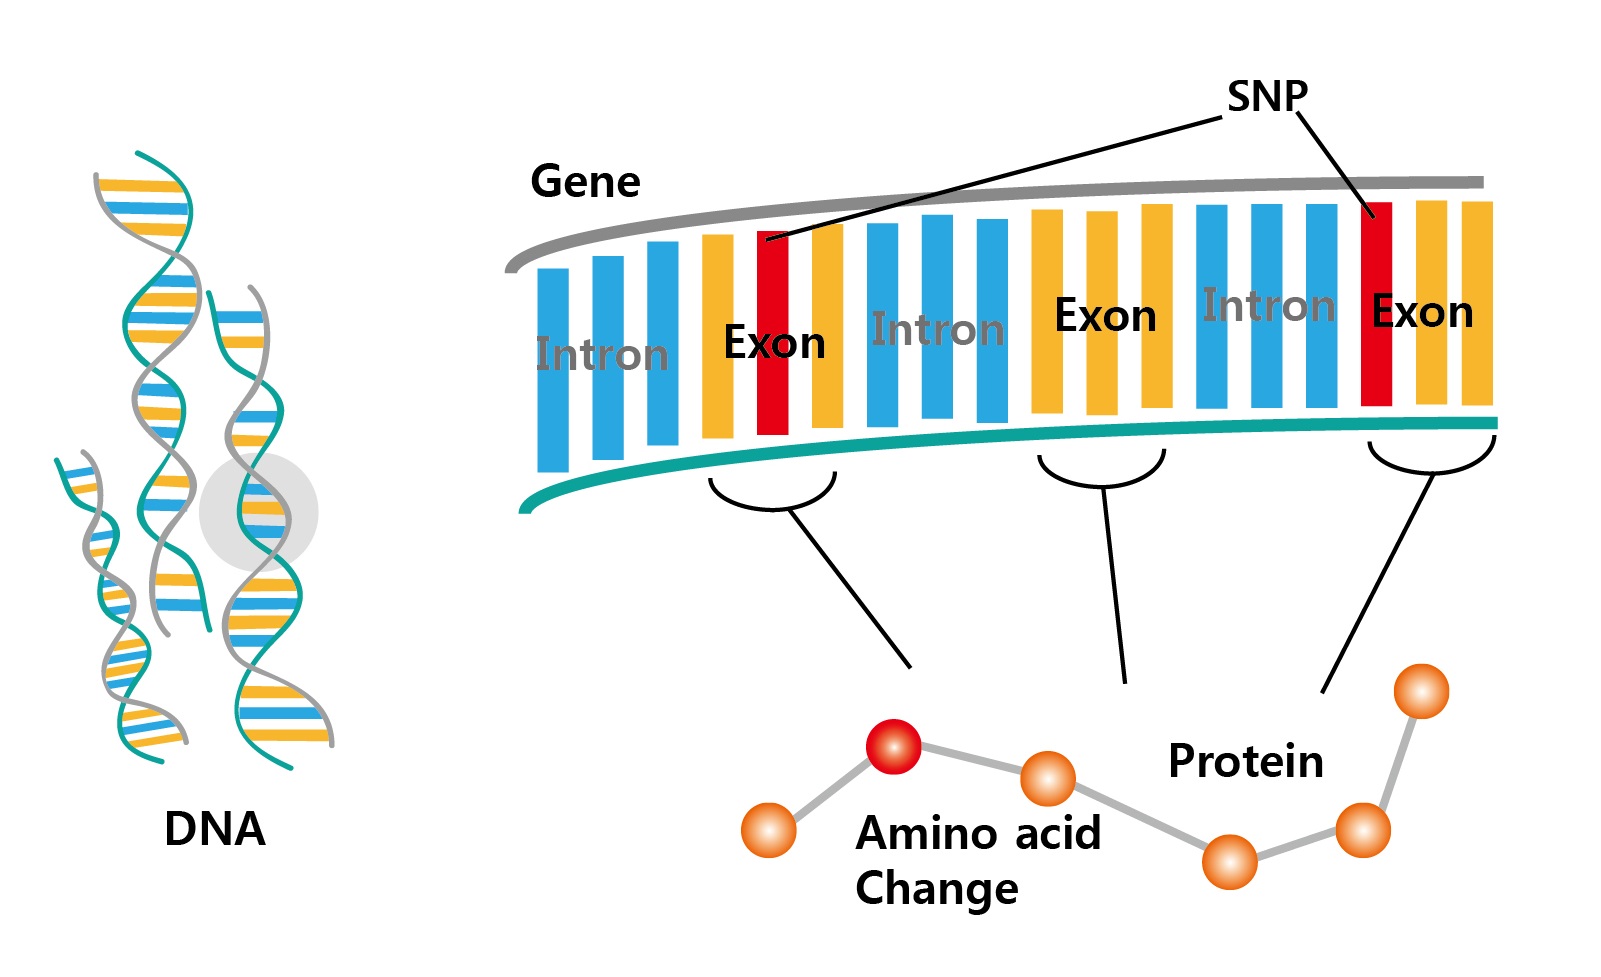 SNP
Gene
Intron
Exon
Intron
Exon
Intron
Exon
Protein
DNA
Amino acid
Change